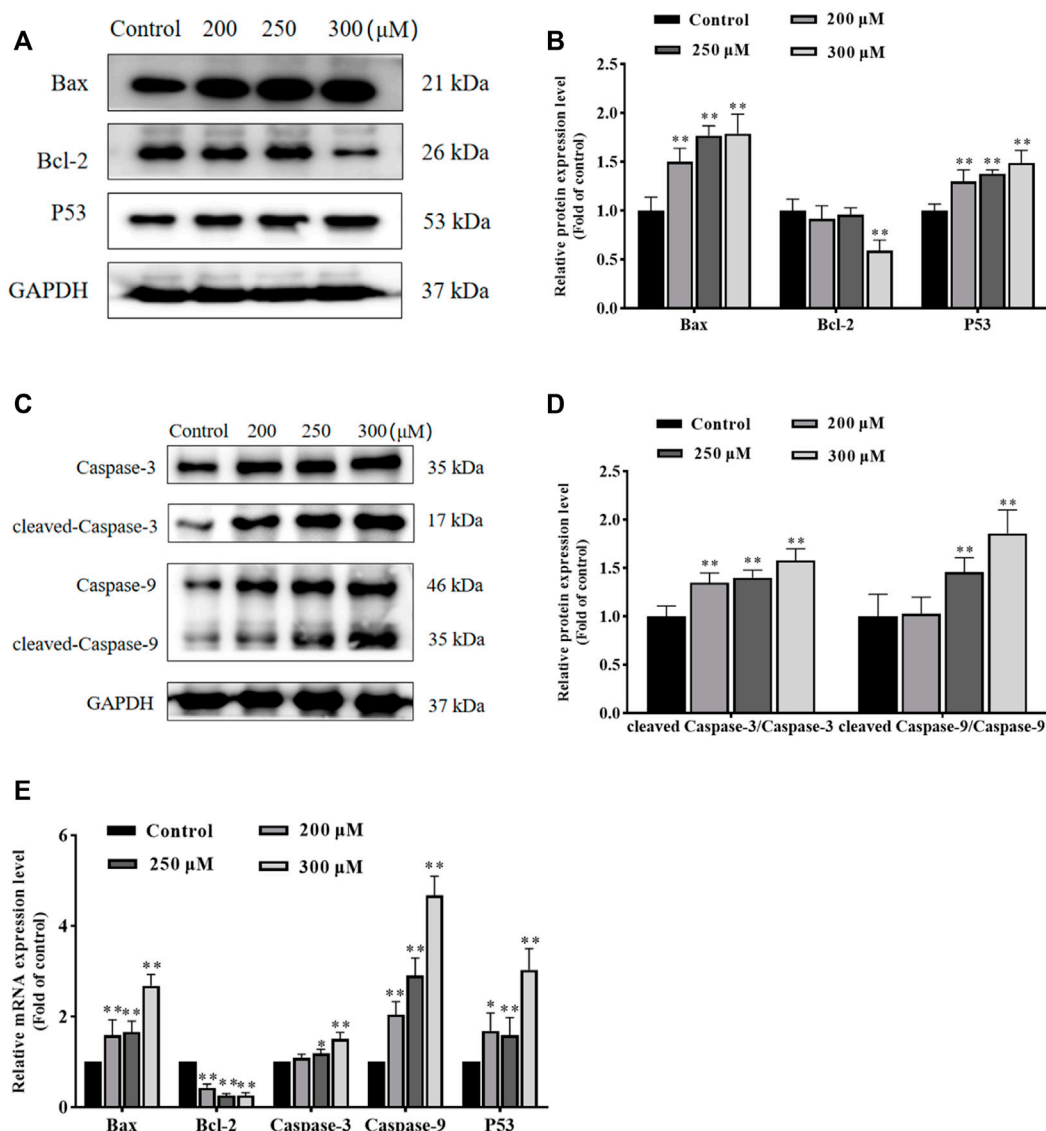 A
Control 200 250 300(μM)
Bax 21 kDa
Bcl-2 26 kDa
P53 53 kDa
GAPDH 37 kDa
B
Control 200 μM
250 μM 300 μM
Relative protein expression level
(Fold of control)
2.5
2.0
1.5
1.0
0.5
0.0
** ** **
**
** ** **
Bax Bcl-2 P53
C
Control 200 250 300(μM)
Caspase-3 35 kDa
cleaved-Caspase-3 17 kDa
Caspase-9 46 kDa
cleaved-Caspase-9 35 kDa
GAPDH 37 kDa
D
Control 200 μM
250 μM 300 μM
Relative protein expression level
(Fold of control)
2.5
2.0
1.5
1.0
0.5
0.0
** ** **
** **
cleaved Caspase-3/Caspase-3 cleaved Caspase-9/Caspase-9
E
Control 200 μM
250 μM 300 μM
Relative mRNA expression level
(Fold of control)
6
4
2
0
** ** **
** ** **
* **
** ** **
* ** **
Bax Bcl-2 Caspase-3 Caspase-9 P53